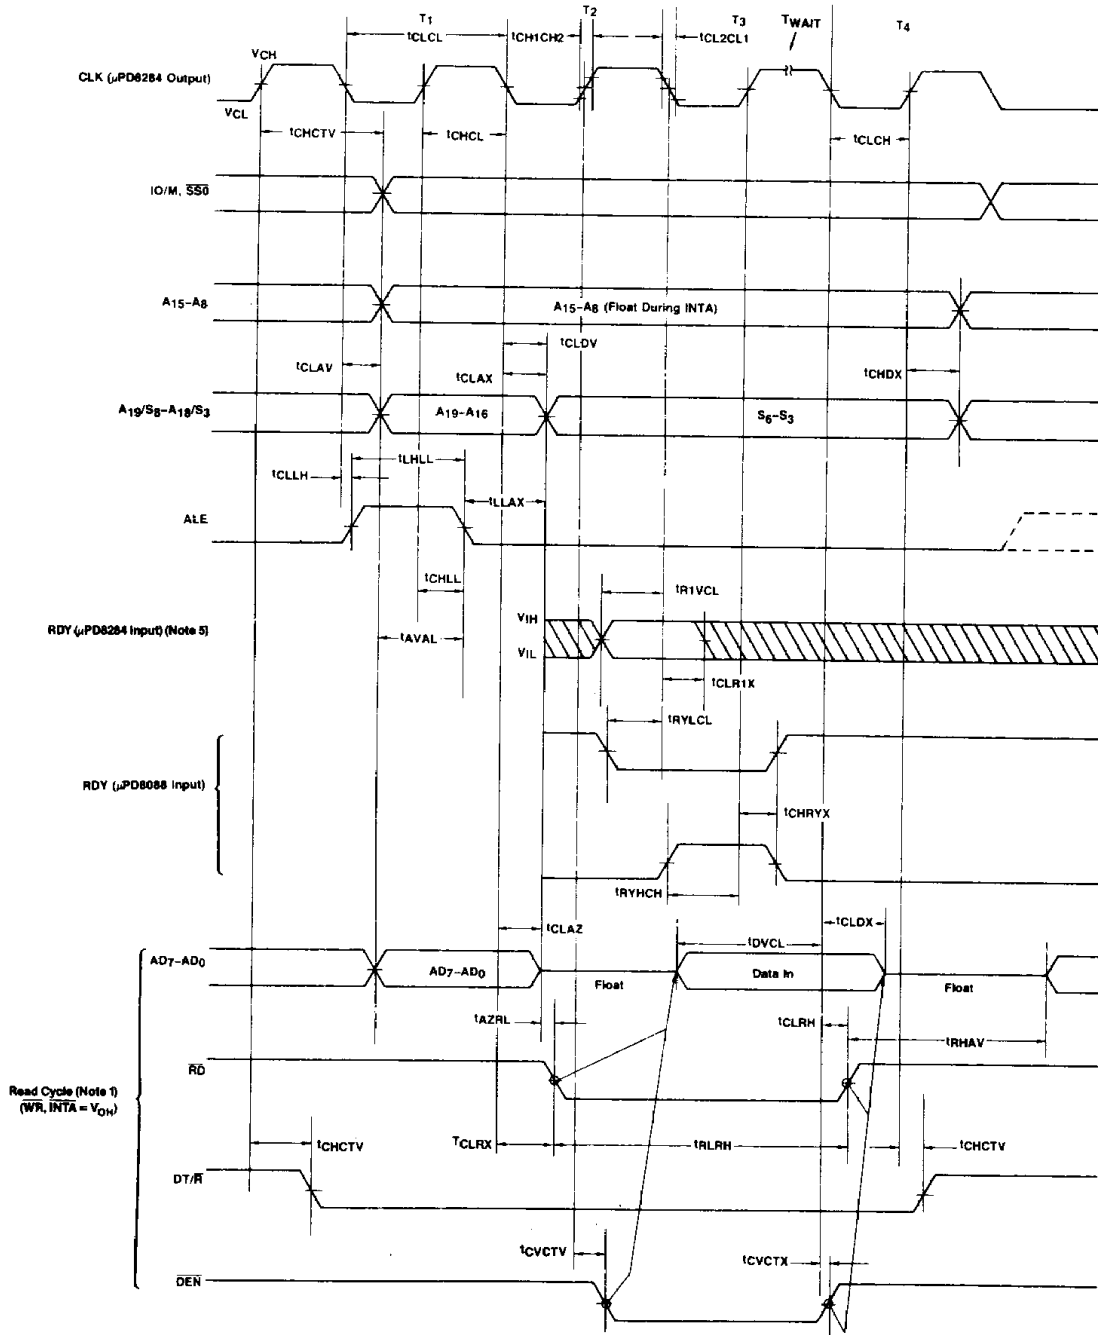 T1 T2 T3 TWAIT T4
tCLCL tCH1CH2 tCL2CL1
VCH
CLK (μPD8284 Output)
VCL
tCHCTV tCHCL tCLCH
IO/M, SS0
A15–A8 A15–A8 (Float During INTA)
tCLDV
tCLAV tCLAX tCHDX
A19/S6–A18/S3 A19–A16 S6–S3
tLHLL
tCLLH
tLLAX
ALE
tCHLL tR1VCL
VIH
RDY (μPD8284 Input) (Note 5)
tAVAL
VIL
tCLR1X
tRYLCL
RDY (μPD8088 Input)
tCHRYX
tRYHCH
tCLAZ tDVCL tCLDX
AD7–AD0 AD7–AD0 Float Data In Float
tAZRL tCLRH tRHAV
RD
Read Cycle (Note 1)
(WR, INTA = VOH)
tCHCTV TCLRX tRLRH tCHCTV
DT/R
tCVCTV tCVCTX
DEN